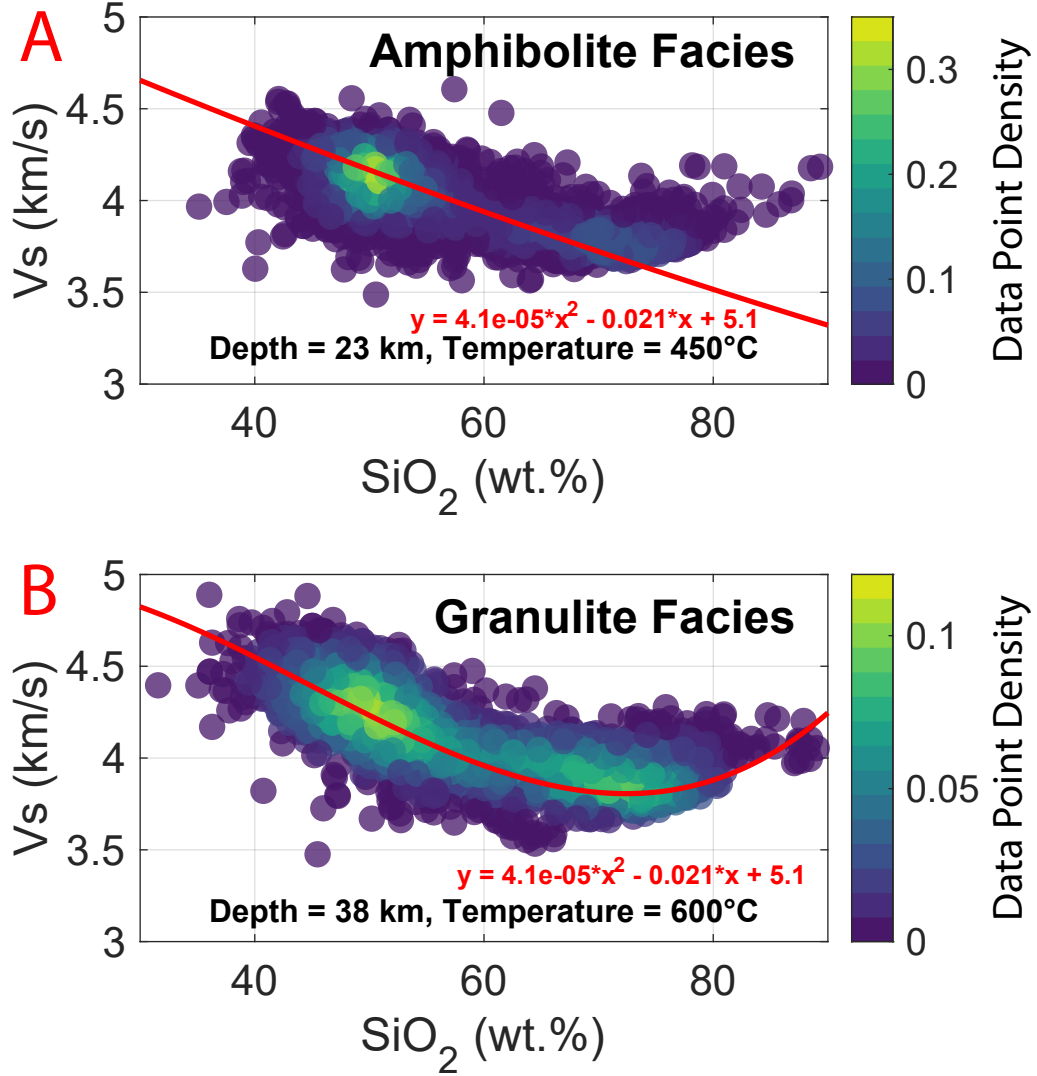 A
Amphibolite Facies
5
4.5
4
3.5
3
Vs (km/s)
y = 4.1e-05*x² - 0.021*x + 5.1
Depth = 23 km, Temperature = 450°C
40
60
80
SiO₂ (wt.%)
0.3
0.2
0.1
0
Data Point Density
B
Granulite Facies
5
4.5
4
3.5
3
Vs (km/s)
y = 4.1e-05*x² - 0.021*x + 5.1
Depth = 38 km, Temperature = 600°C
40
60
80
SiO₂ (wt.%)
0.1
0.05
0
Data Point Density